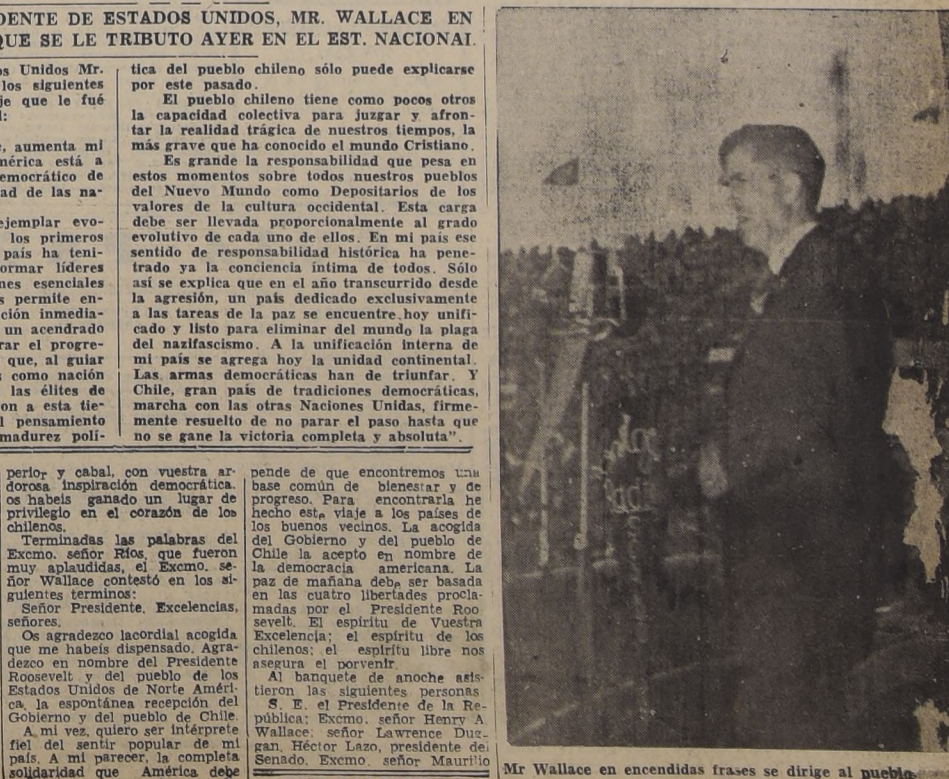 DENTE DE ESTADOS UNIDOS, MR. WALLACE EN
QUE SE LE TRIBUTO AYER EN EL EST. NACIONAL
os Unidos Mr.
los siguientes
je que le fué
l:
, aumenta mi
mérica está a
emocrático de
ad de las na-
ejemplar evo-
los primeros
país ha teni-
ormar líderes
nes esenciales
s permite en-
ción inmedia-
un acendrado
rar el progre-
que, al guiar
s como nación
las élites de
on a esta tie-
l pensamiento
madurez polí-
tica del pueblo chileno sólo puede explicarse
por este pasado.
El pueblo chileno tiene como pocos otros
la capacidad colectiva para juzgar y afron-
tar la realidad trágica de nuestros tiempos, la
más grave que ha conocido el mundo Cristiano.
Es grande la responsabilidad que pesa en
estos momentos sobre todos nuestros pueblos
del Nuevo Mundo como Depositarios de los
valores de la cultura occidental. Esta carga
debe ser llevada proporcionalmente al grado
evolutivo de cada uno de ellos. En mi país ese
sentido de responsabilidad histórica ha pene-
trado ya la conciencia íntima de todos. Sólo
así se explica que en el año transcurrido desde
la agresión, un país dedicado exclusivamente
a las tareas de la paz se encuentre hoy unifi-
cado y listo para eliminar del mundo la plaga
del nazifascismo. A la unificación interna de
mi país se agrega hoy la unidad continental.
Las armas democráticas han de triunfar. Y
Chile, gran país de tradiciones democráticas,
marcha con las otras Naciones Unidas, firme-
mente resuelto de no parar el paso hasta que
no se gane la victoria completa y absoluta".
perior y cabal, con vuestra ar-
dorosa inspiración democrática.
os habeis ganado un lugar de
privilegio en el corazón de los
chilenos.
Terminadas las palabras del
Excmo. señor Ríos, que fueron
muy aplaudidas, el Excmo. se-
ñor Wallace contestó en los si-
guientes terminos:
Señor Presidente, Excelencias,
señores.
Os agradezco lacordial acogida
que me habéis dispensado. Agra-
dezco en nombre del Presidente
Roosevelt y del pueblo de los
Estados Unidos de Norte Améri-
ca, la espontánea recepción del
Gobierno y del pueblo de Chile.
A mi vez, quiero ser intérprete
fiel del sentir popular de mi
país. A mi parecer, la completa
solidaridad que América debe
pende de que encontremos una
base común de bienestar y de
progreso. Para encontrarla he
hecho este viaje a los países de
los buenos vecinos. La acogida
del Gobierno y del pueblo de
Chile la acepto en nombre de
la democracia americana. La
paz de mañana debe ser basada
en las cuatro libertades procla-
madas por el Presidente Roo
sevelt. El espíritu de Vuestra
Excelencia; el espíritu de los
chilenos; el espíritu libre nos
asegura el porvenir.
Al banquete de anoche asis-
tieron las siguientes personas
S. E. el Presidente de la Re-
pública; Excmo. señor Henry A.
Wallace; señor Lawrence Dug-
gan, Héctor Lazo, presidente del
Senado. Excmo. señor Maurilio
Mr Wallace en encendidas frases se dirige al pueblo